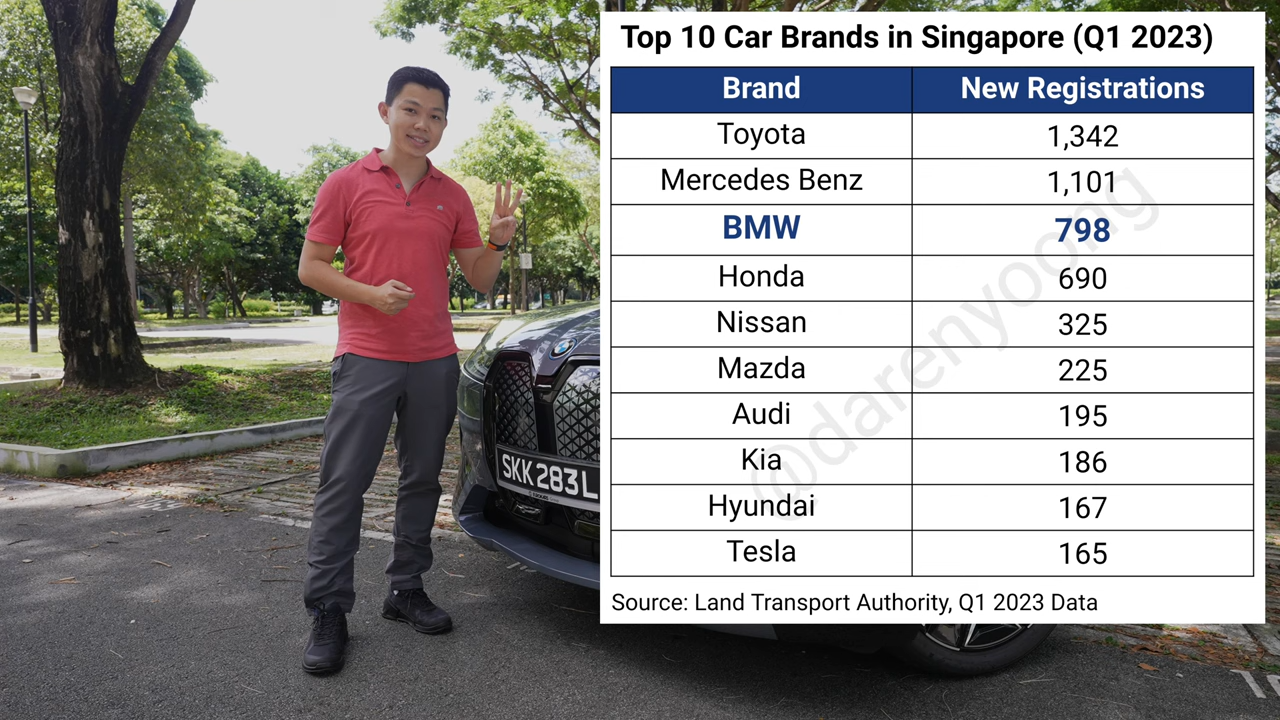 Top 10 Car Brands in Singapore (Q1 2023)
Brand New Registrations
Toyota 1,342
Mercedes Benz 1,101
BMW 798
Honda 690
Nissan 325
Mazda 225
Audi 195
Kia 186
Hyundai 167
Tesla 165
Source: Land Transport Authority, Q1 2023 Data
@darenyoong
SKK 283L